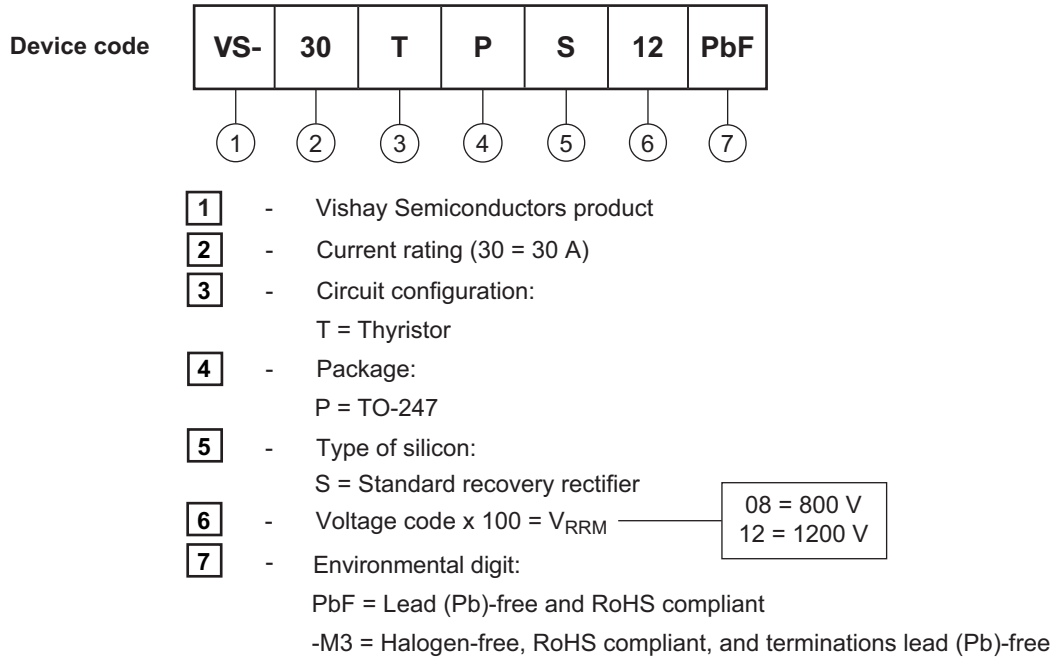 Device code VS- 30 T P S 12 PbF
1 2 3 4 5 6 7
1 - Vishay Semiconductors product
2 - Current rating (30 = 30 A)
3 - Circuit configuration:
T = Thyristor
4 - Package:
P = TO-247
5 - Type of silicon:
S = Standard recovery rectifier
6 - Voltage code x 100 = VRRM
08 = 800 V
12 = 1200 V
7 - Environmental digit:
PbF = Lead (Pb)-free and RoHS compliant
-M3 = Halogen-free, RoHS compliant, and terminations lead (Pb)-free